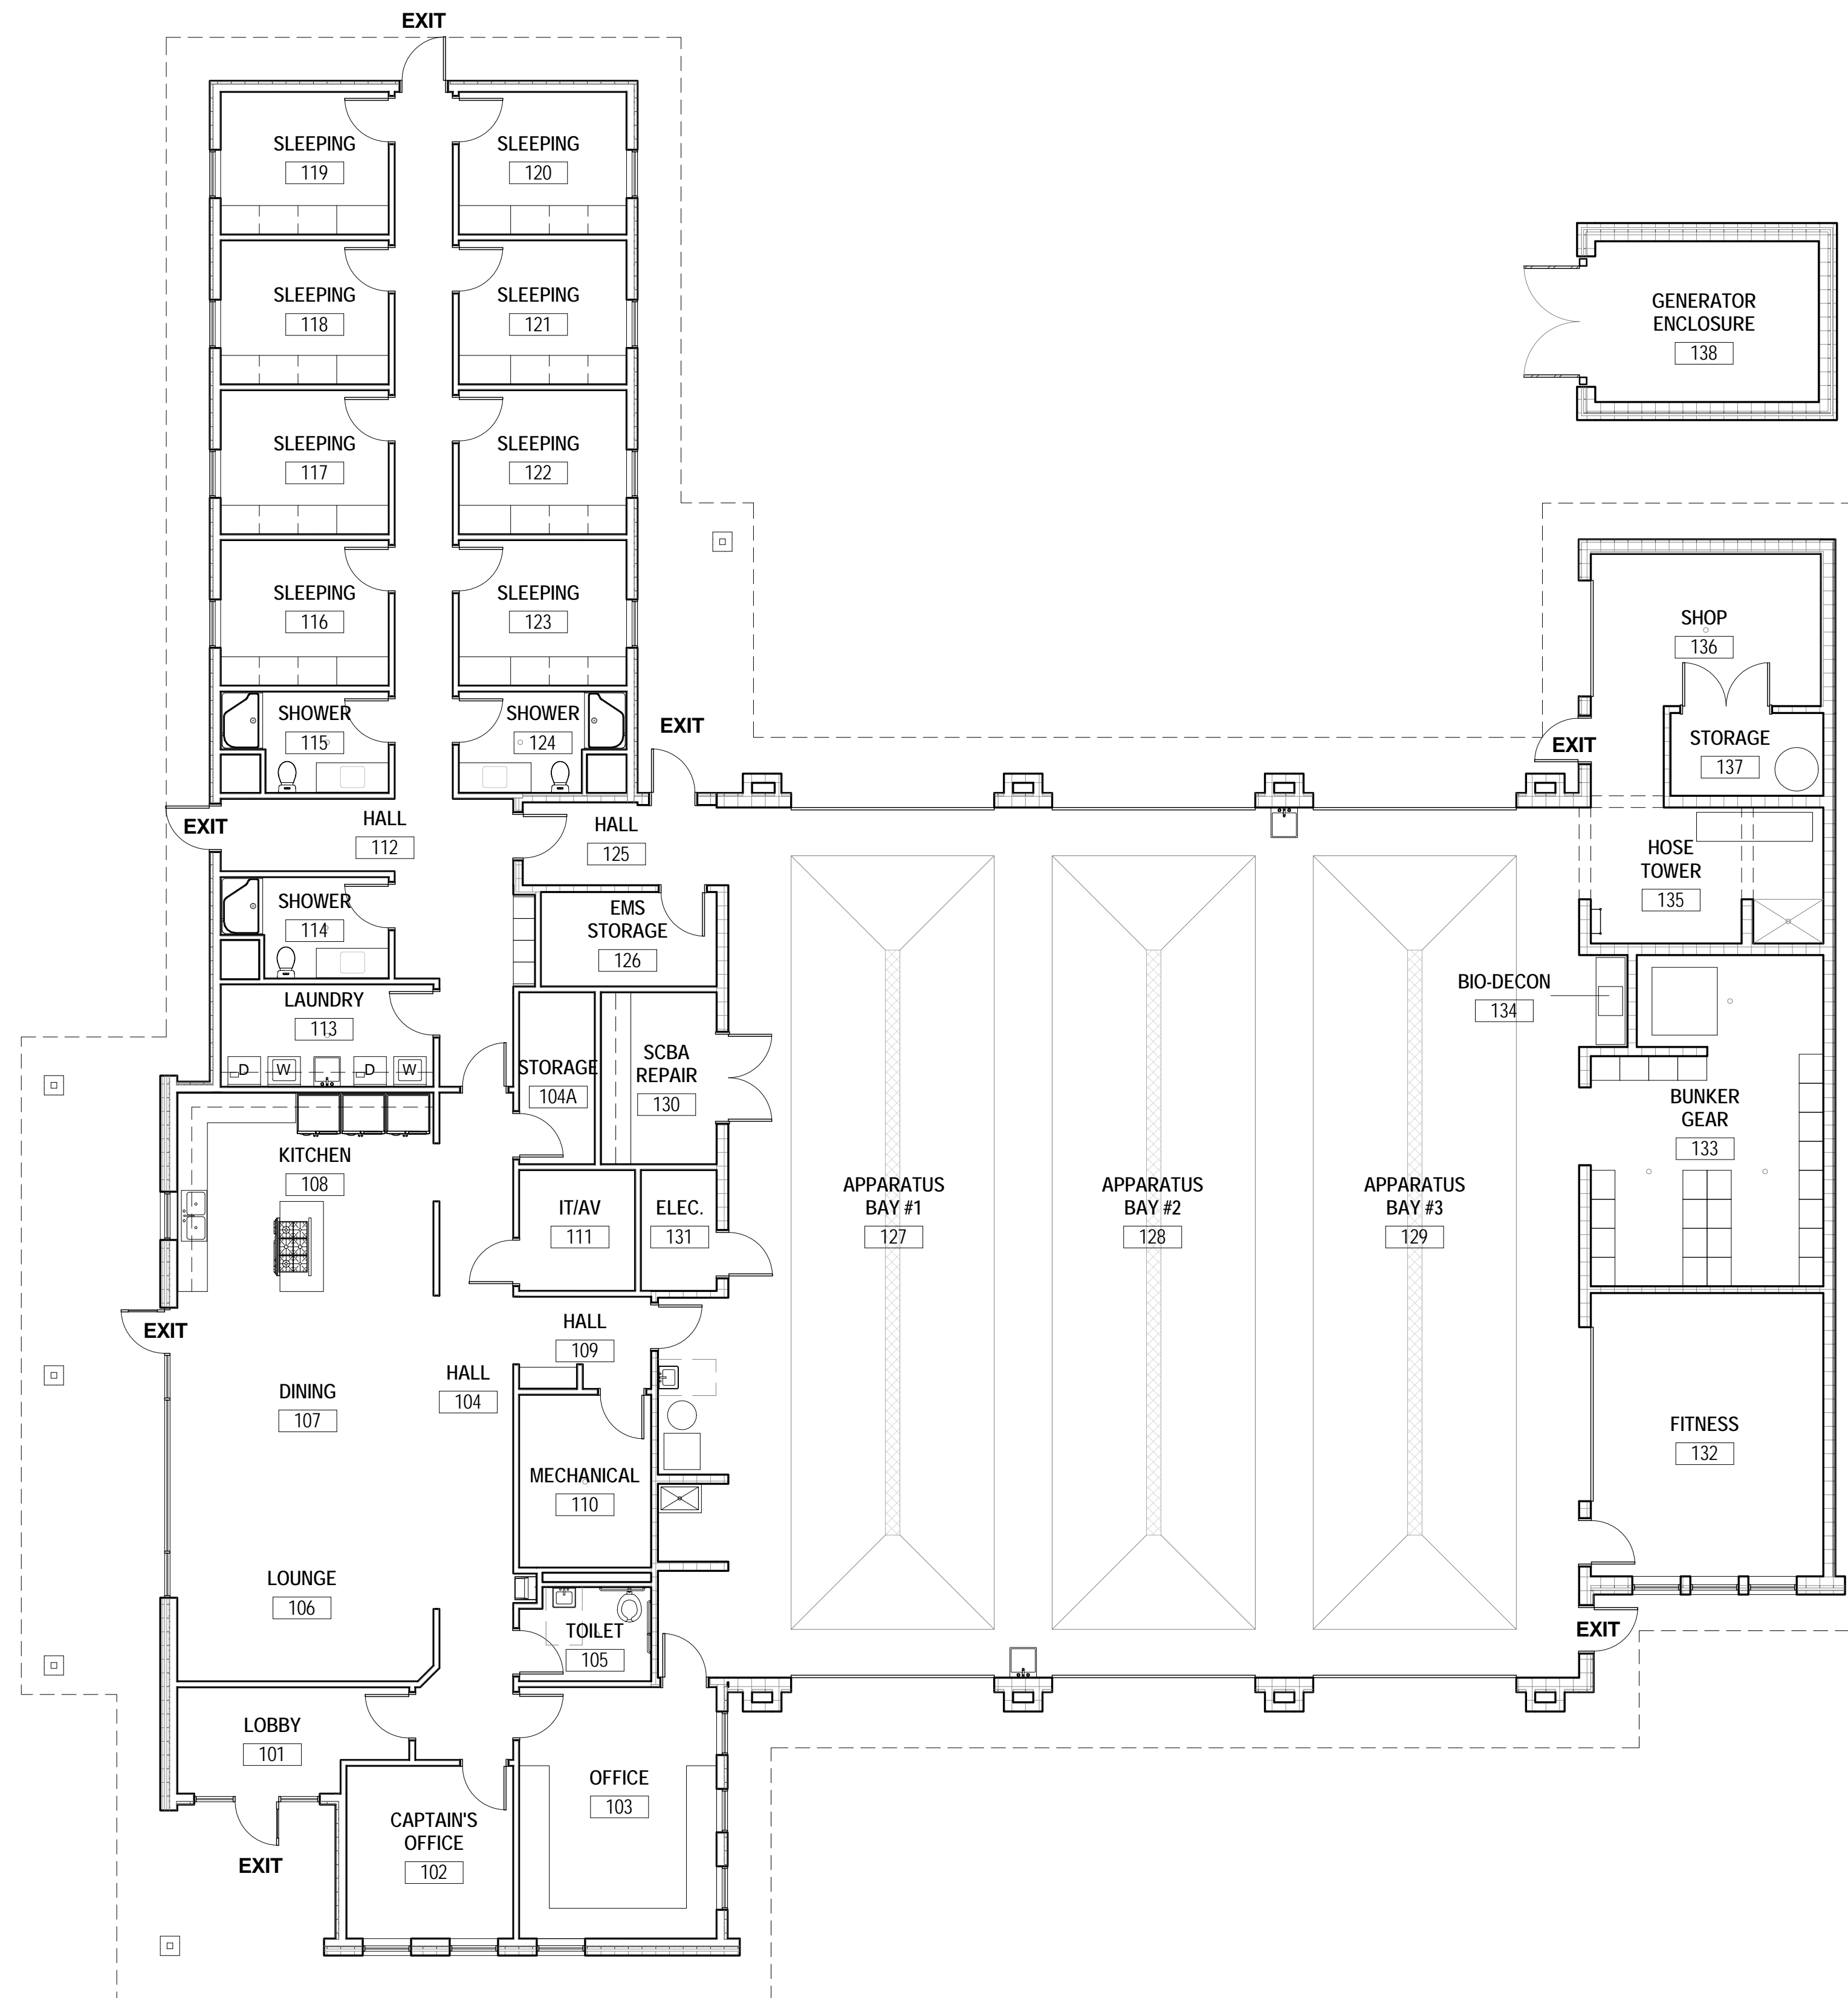 EXIT
SLEEPING
119
SLEEPING
120
SLEEPING
118
SLEEPING
121
GENERATOR
ENCLOSURE
138
SLEEPING
117
SLEEPING
122
SLEEPING
116
SLEEPING
123
SHOP
136
SHOWER
115
SHOWER
124
EXIT
EXIT
STORAGE
137
EXIT
HALL
112
HALL
125
HOSE
TOWER
135
SHOWER
114
EMS
STORAGE
126
BIO-DECON
134
LAUNDRY
113
D
W
D
W
STORAGE
104A
SCBA
REPAIR
130
BUNKER
GEAR
133
KITCHEN
108
IT/AV
111
ELEC.
131
APPARATUS
BAY #1
127
APPARATUS
BAY #2
128
APPARATUS
BAY #3
129
EXIT
HALL
109
HALL
104
DINING
107
FITNESS
132
MECHANICAL
110
LOUNGE
106
TOILET
105
EXIT
LOBBY
101
OFFICE
103
CAPTAIN'S
OFFICE
102
EXIT